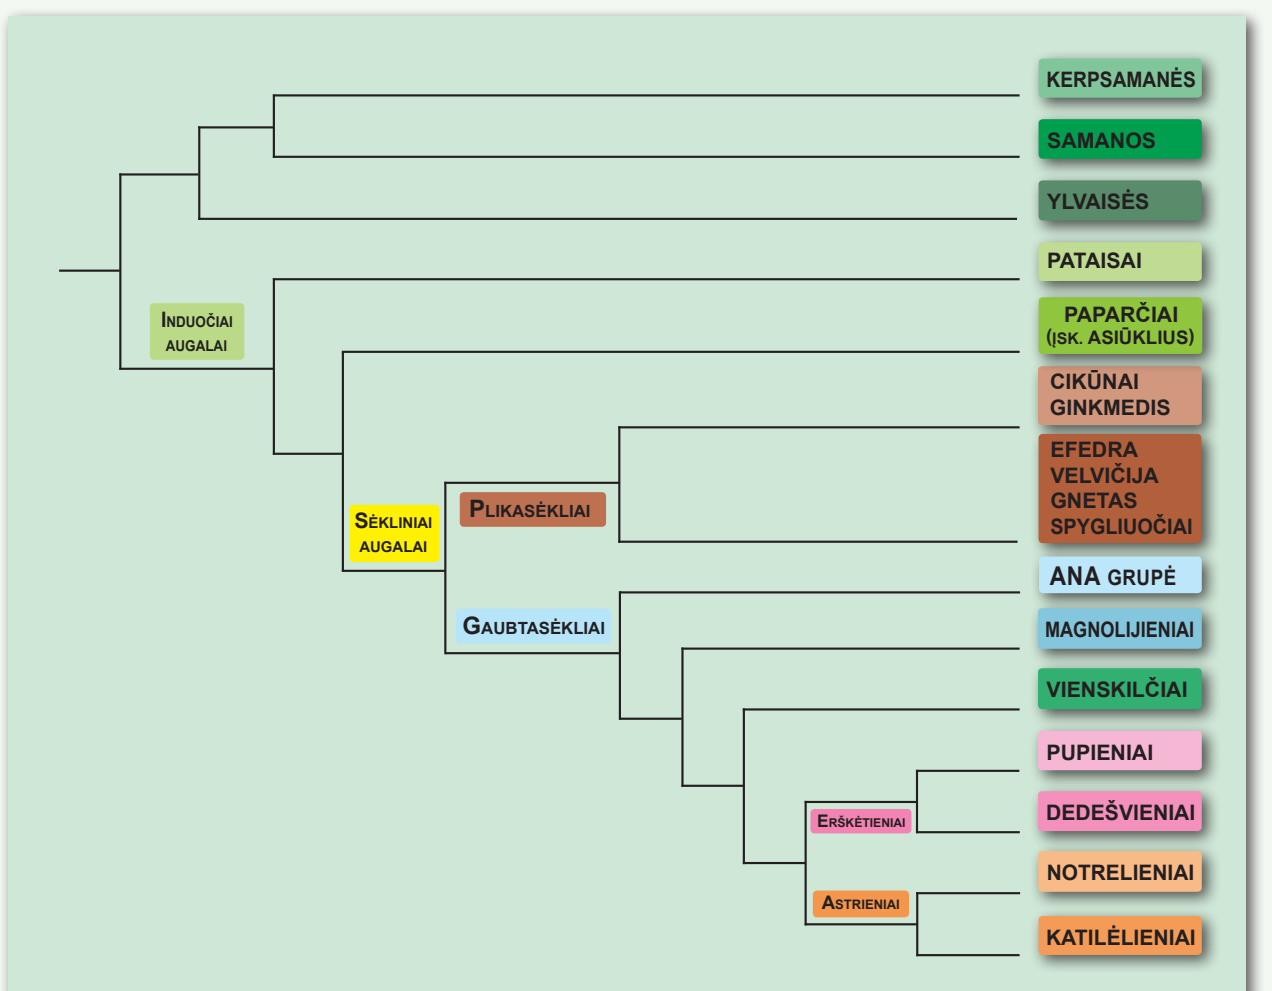 KERPSAMANĖS
SAMANOS
YLVAISĖS
PATAISAI
INDUOČIAI
AUGALAI
PAPARČIAI
(ĮSK. ASIŪKLIUS)
CIKŪNAI
GINKMEDIS
EFEDRA
VELVIČIJA
GNETAS
SPYGLIUOČIAI
PLIKASĖKLIAI
SĖKLINIAI
AUGALAI
ANA GRUPĖ
GAUBTASĖKLIAI
MAGNOLIJIENIAI
VIENSKILČIAI
PUPIENIAI
ERŠKĖTIENIAI
DEDEŠVIENIAI
NOTRELIENIAI
ASTRIENIAI
KATILĖLIENIAI